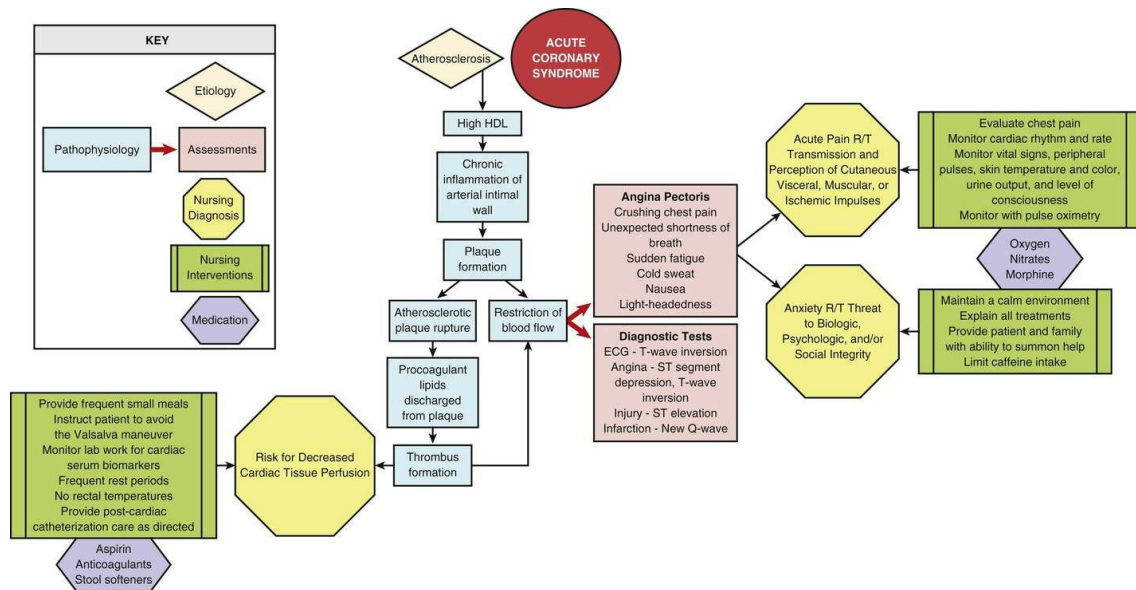 KEY
Etiology
Pathophysiology
Assessments
Nursing
Diagnosis
Nursing
Interventions
Medication
Atherosclerosis
ACUTE
CORONARY
SYNDROME
High HDL
Chronic
inflammation of
arterial intimal
wall
Plaque
formation
Atherosclerotic
plaque rupture
Restriction of
blood flow
Procoagulant
lipids
discharged
from plaque
Thrombus
formation
Angina Pectoris
Crushing chest pain
Unexpected shortness of
breath
Sudden fatigue
Cold sweat
Nausea
Light-headedness
Diagnostic Tests
ECG - T-wave inversion
Angina - ST segment
depression, T-wave
inversion
Injury - ST elevation
Infarction - New Q-wave
Acute Pain R/T
Transmission and
Perception of Cutaneous
Visceral, Muscular, or
Ischemic Impulses
Evaluate chest pain
Monitor cardiac rhythm and rate
Monitor vital signs, peripheral
pulses, skin temperature and color,
urine output, and level of
consciousness
Monitor with pulse oximetry
Oxygen
Nitrates
Morphine
Anxiety R/T Threat
to Biologic,
Psychologic, and/or
Social Integrity
Maintain a calm environment
Explain all treatments
Provide patient and family
with ability to summon help
Limit caffeine intake
Provide frequent small meals
Instruct patient to avoid
the Valsalva maneuver
Monitor lab work for cardiac
serum biomarkers
Frequent rest periods
No rectal temperatures
Provide post-cardiac
catheterization care as directed
Aspirin
Anticoagulants
Stool softeners
Risk for Decreased
Cardiac Tissue Perfusion